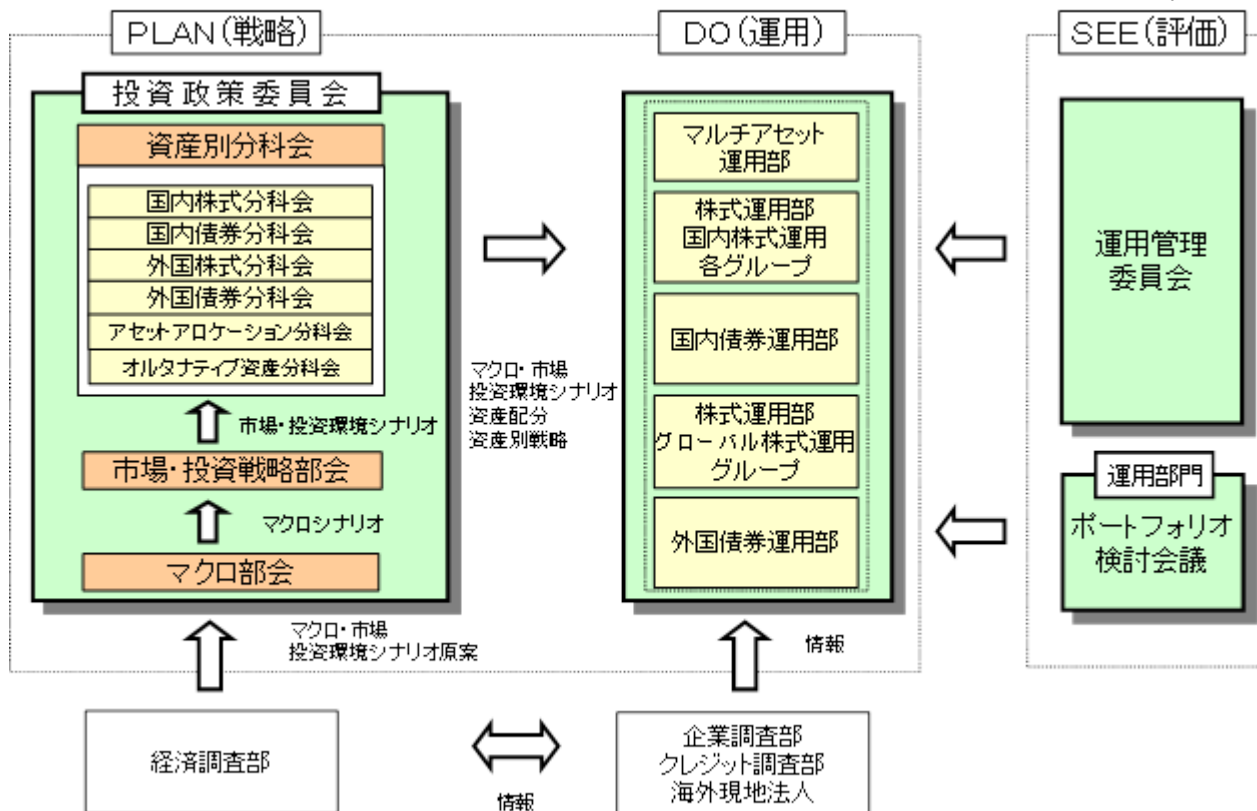 PLAN(戦略)
DO(運用)
SEE(評価)
投資政策委員会
資産別分科会
国内株式分科会
国内債券分科会
外国株式分科会
外国債券分科会
アセットアロケーション分科会
オルタナティブ資産分科会
市場・投資環境シナリオ
市場・投資戦略部会
マクロシナリオ
マクロ部会
マクロ・市場
投資環境シナリオ
資産配分
資産別戦略
マルチアセット
運用部
株式運用部
国内株式運用
各グループ
国内債券運用部
株式運用部
グローバル株式運用
グループ
外国債券運用部
運用管理
委員会
運用部門
ポートフォリオ
検討会議
マクロ・市場
投資環境シナリオ原案
情報
経済調査部
情報
企業調査部
クレジット調査部
海外現地法人